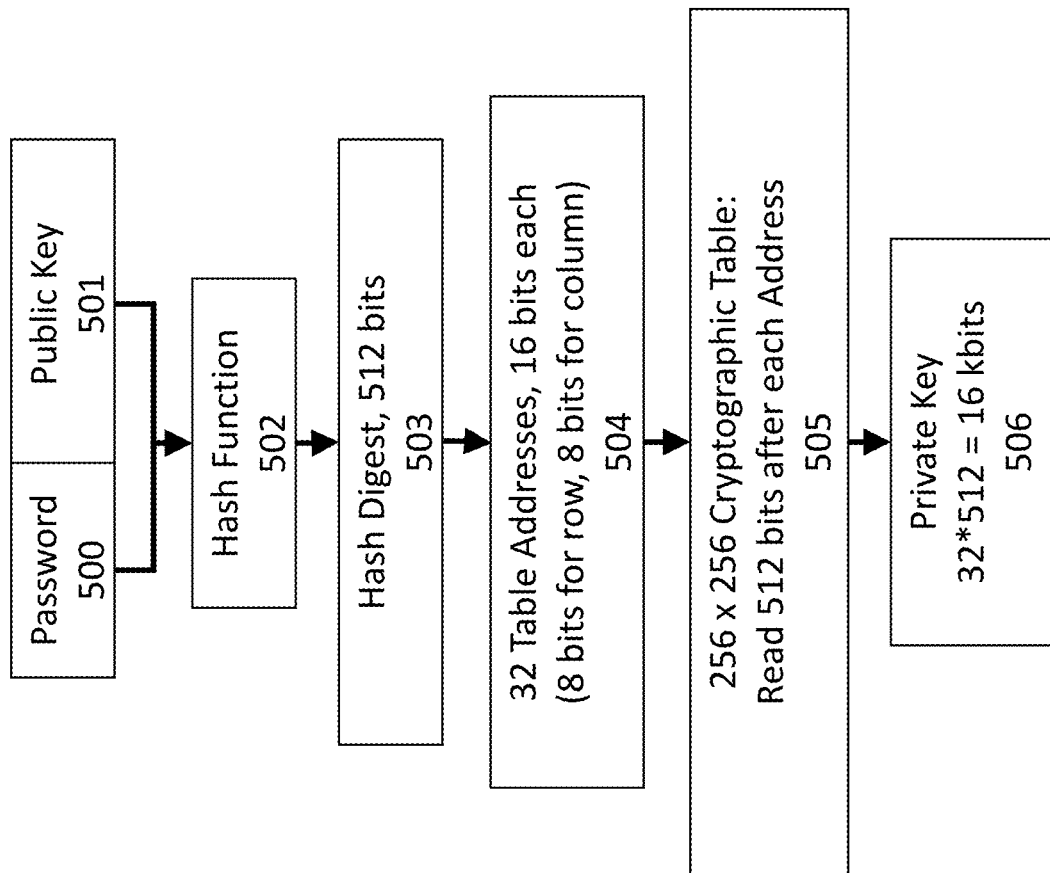 Password
500
Public Key
501
Hash Function
502
Hash Digest, 512 bits
503
32 Table Addresses, 16 bits each
(8 bits for row, 8 bits for column)
504
256 x 256 Cryptographic Table:
Read 512 bits after each Address
505
Private Key
32*512 = 16 kbits
506